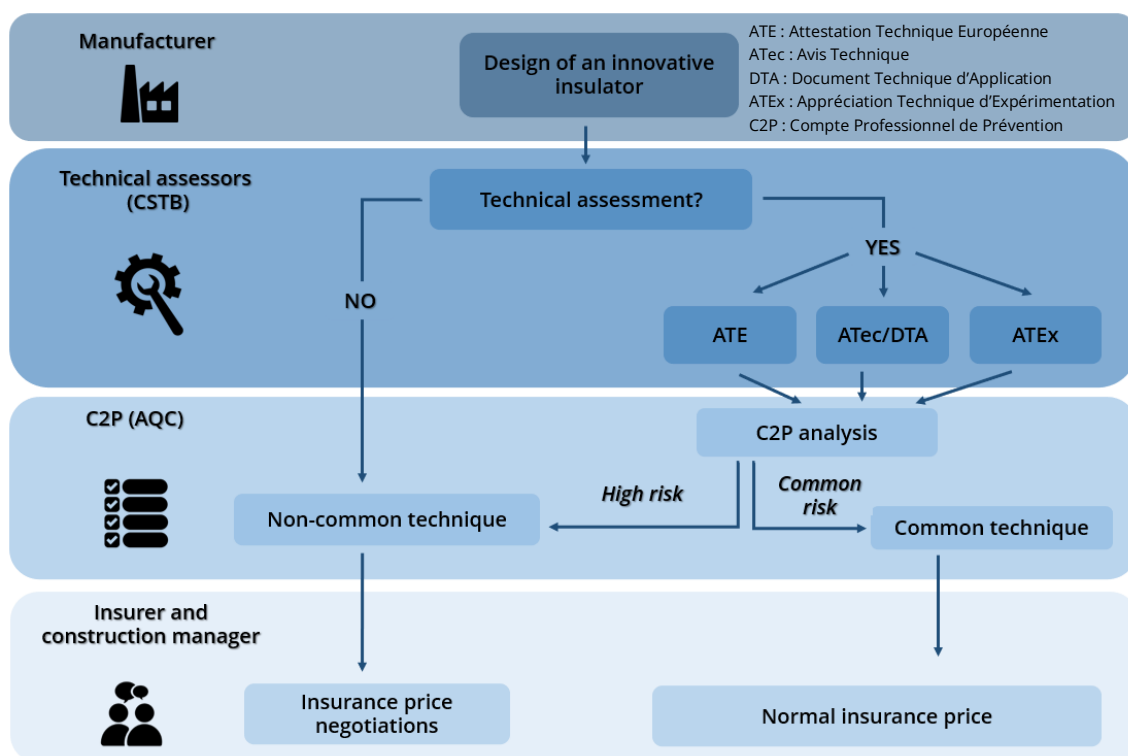 Manufacturer
Design of an innovative
insulator
ATE : Attestation Technique Européenne
ATec : Avis Technique
DTA : Document Technique d’Application
ATEx : Appréciation Technique d’Expérimentation
C2P : Compte Professionnel de Prévention
Technical assessors
(CSTB)
Technical assessment?
YES
NO
ATE
ATec/DTA
ATEx
C2P (AQC)
C2P analysis
High risk
Common
risk
Non-common technique
Common technique
Insurer and
construction manager
Insurance price
negotiations
Normal insurance price